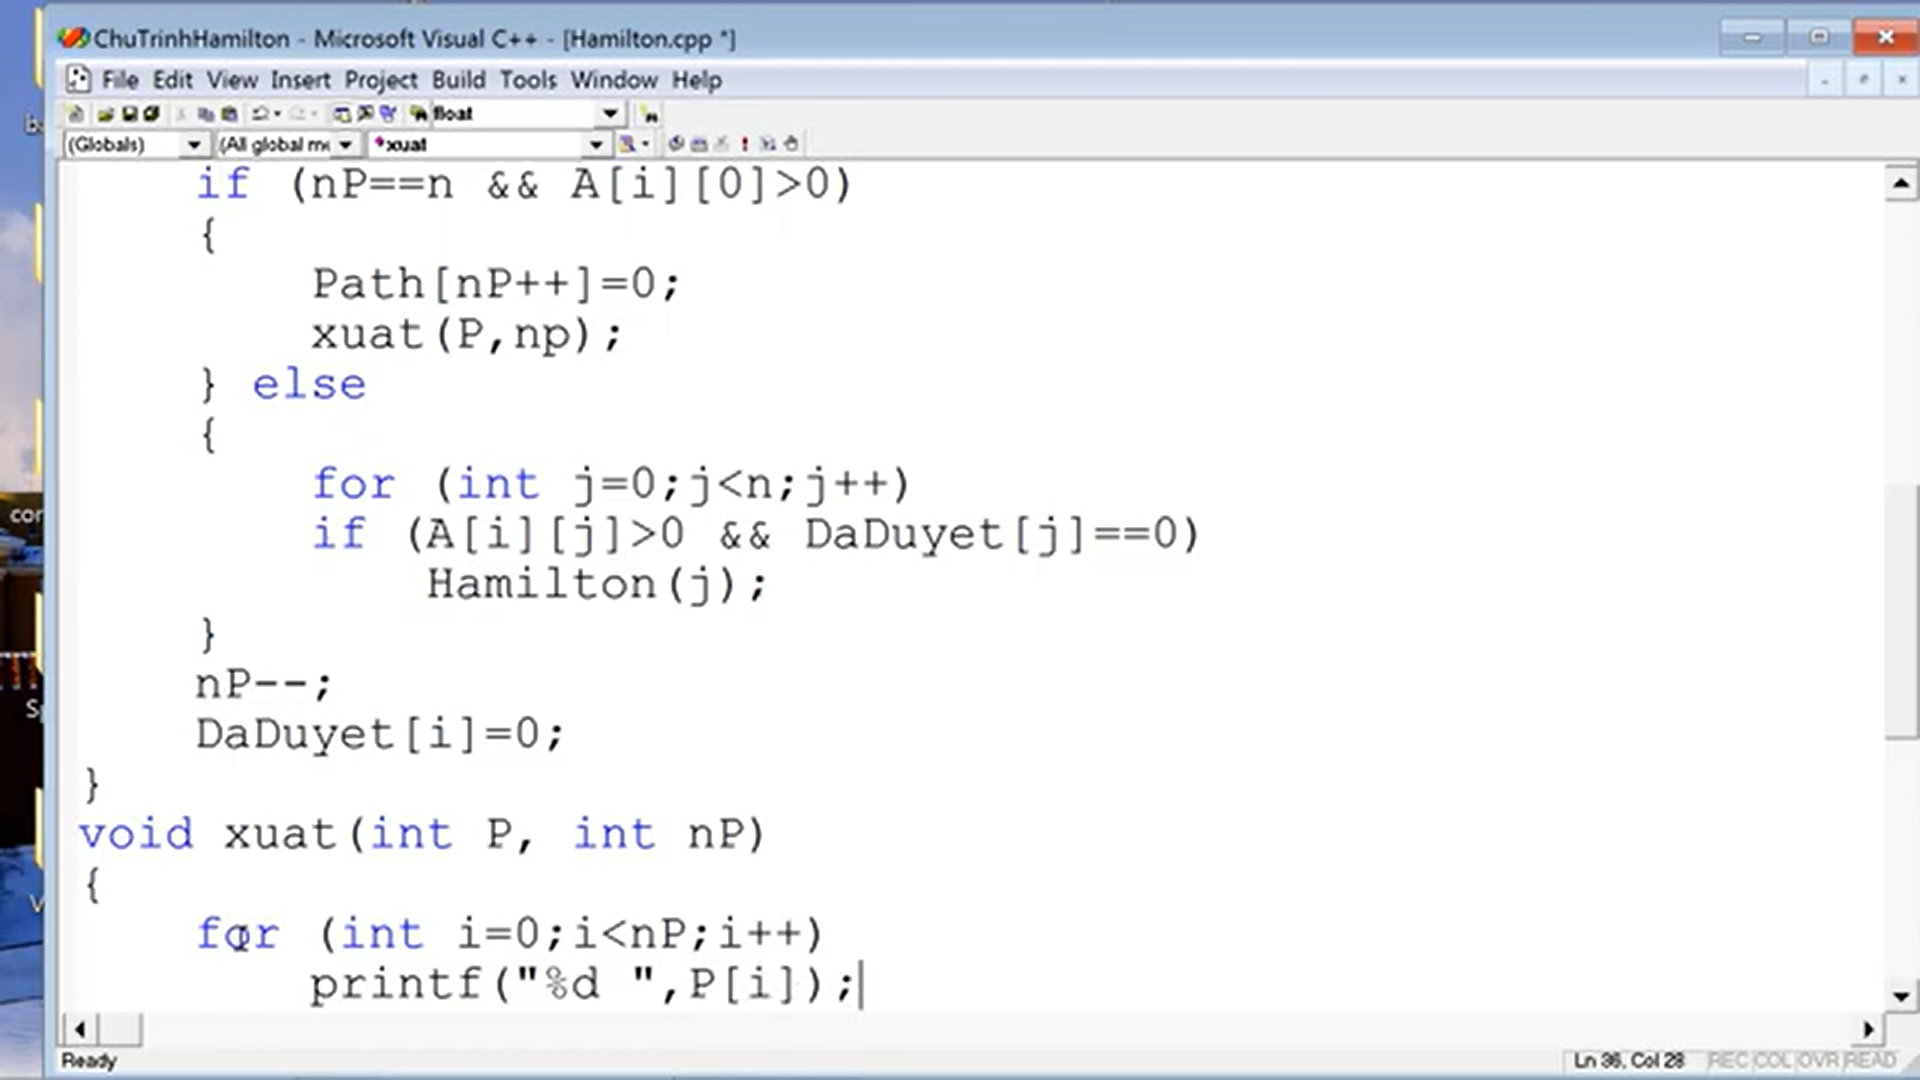 ChuTrinhHamilton - Microsoft Visual C++ - [Hamilton.cpp *]
File Edit View Insert Project Build Tools Window Help
float
(Globals) (All global me xuat
if (nP==n && A[i][0]>0)
{
Path[nP++]=0;
xuat(P,np);
} else
{
for (int j=0;j<n;j++)
if (A[i][j]>0 && DaDuyet[j]==0)
Hamilton(j);
}
nP--;
DaDuyet[i]=0;
}
void xuat(int P, int nP)
{
for (int i=0;i<nP;i++)
printf("%d ",P[i]);
Ready Ln 36, Col 28 REC COL OVR READ